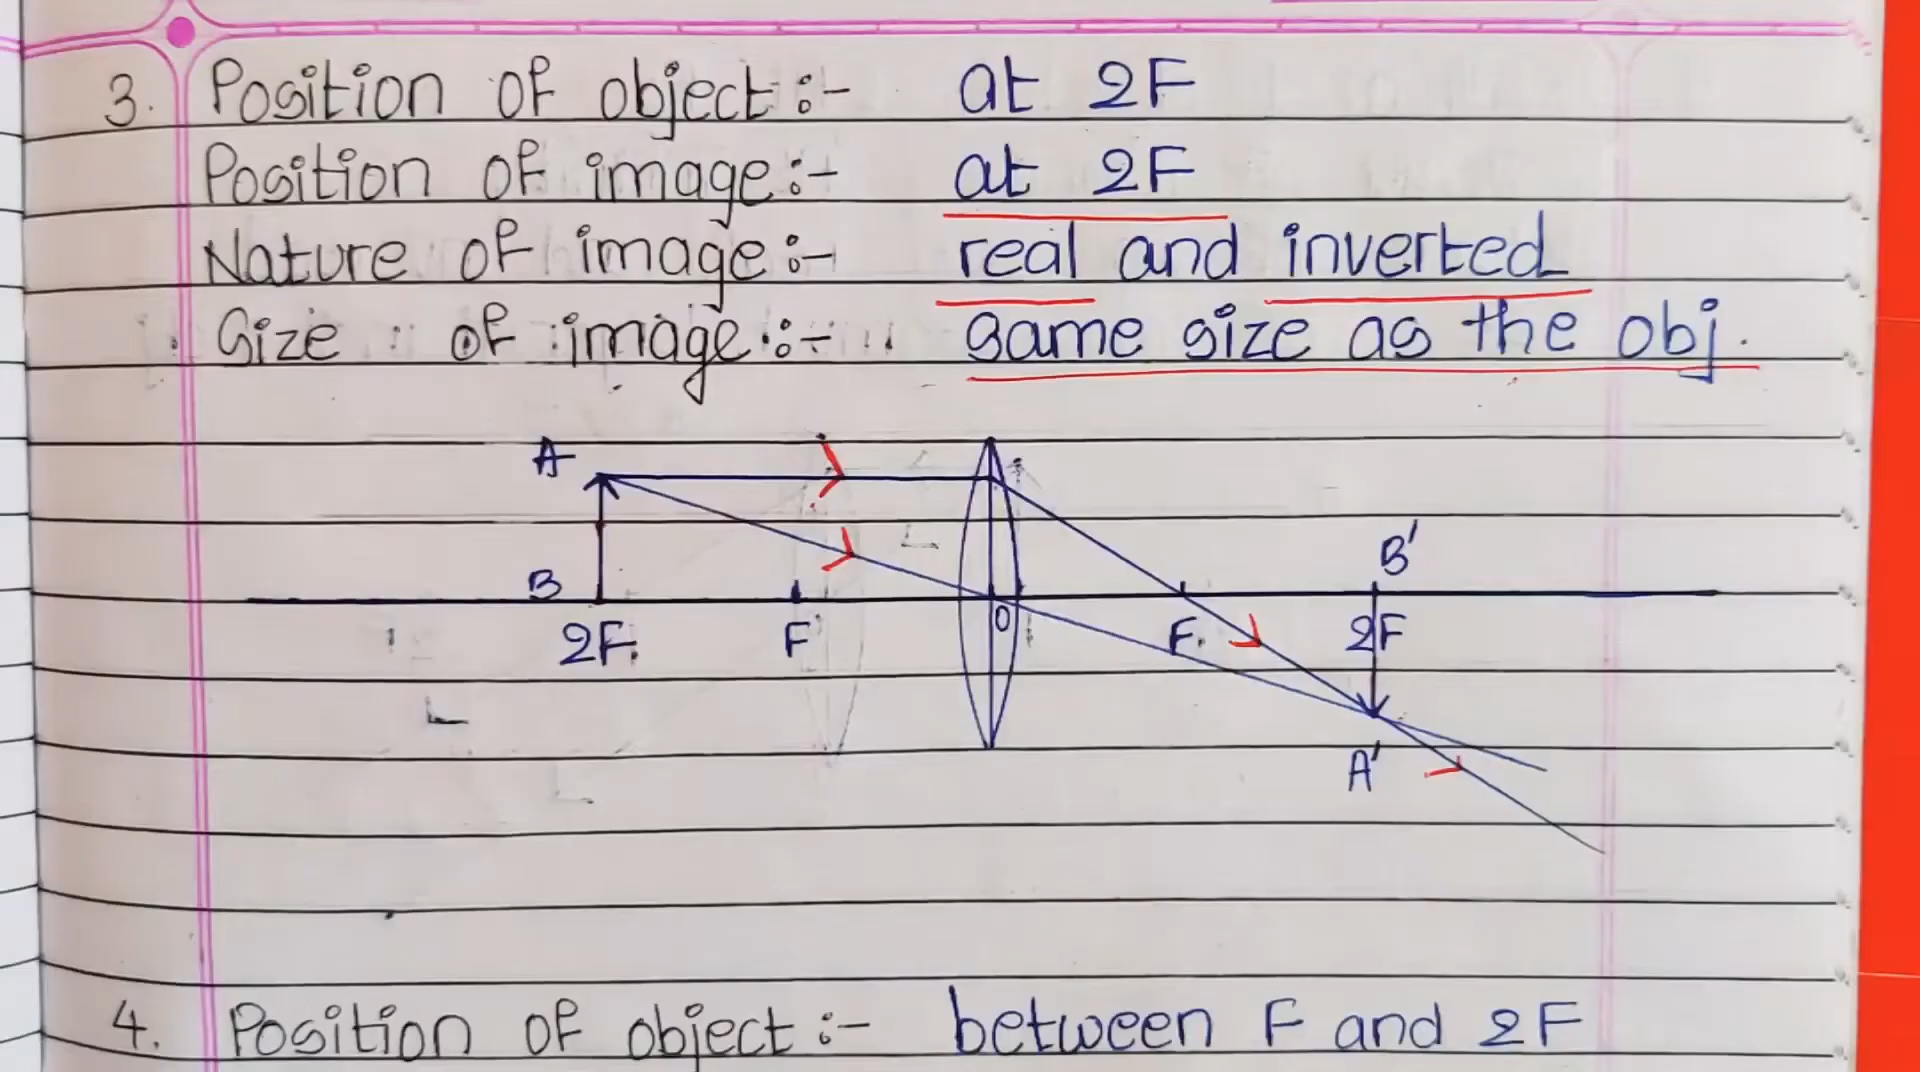 3. Position of object :- at 2F
Position of image :- at 2F
Nature of image :- real and inverted
Size of image :- same size as the obj.
A
B'
B
O
2F F F 2F
A'
4. Position of object :- between F and 2F